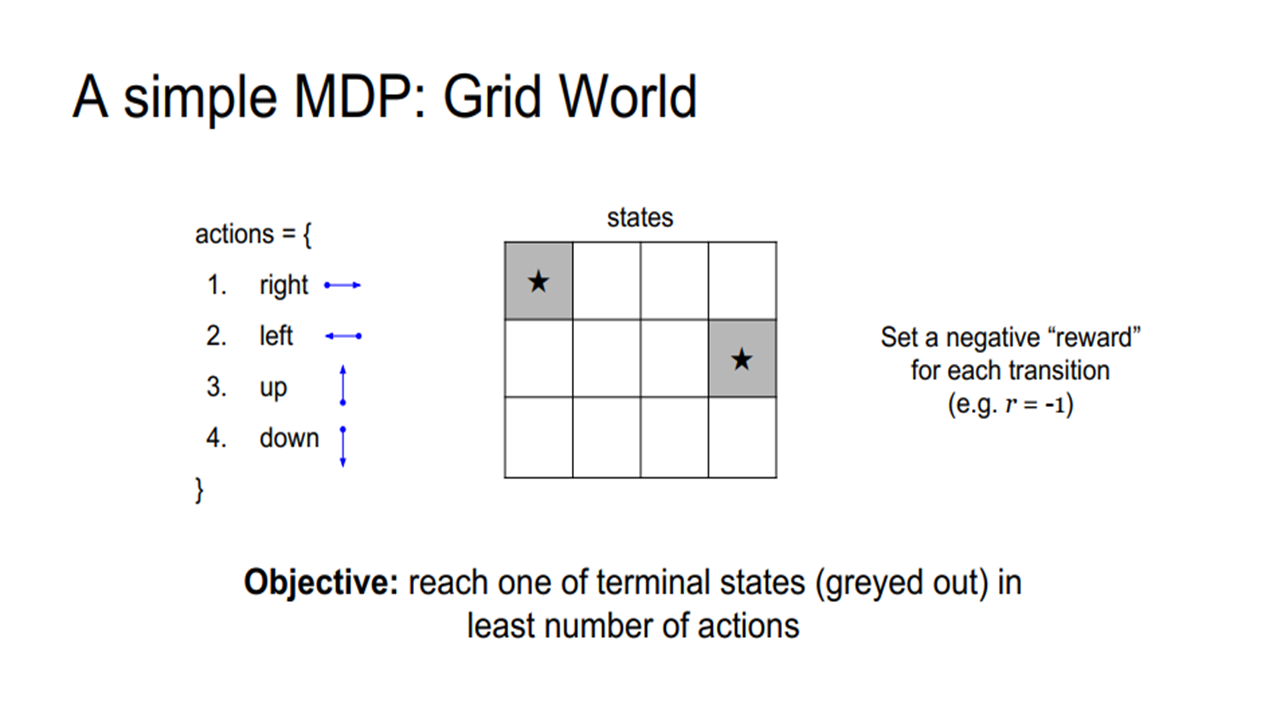 A simple MDP: Grid World
actions = {
1. right
2. left
3. up
4. down
}
states
★
★
Set a negative “reward”
for each transition
(e.g. r = -1)
Objective: reach one of terminal states (greyed out) in
least number of actions